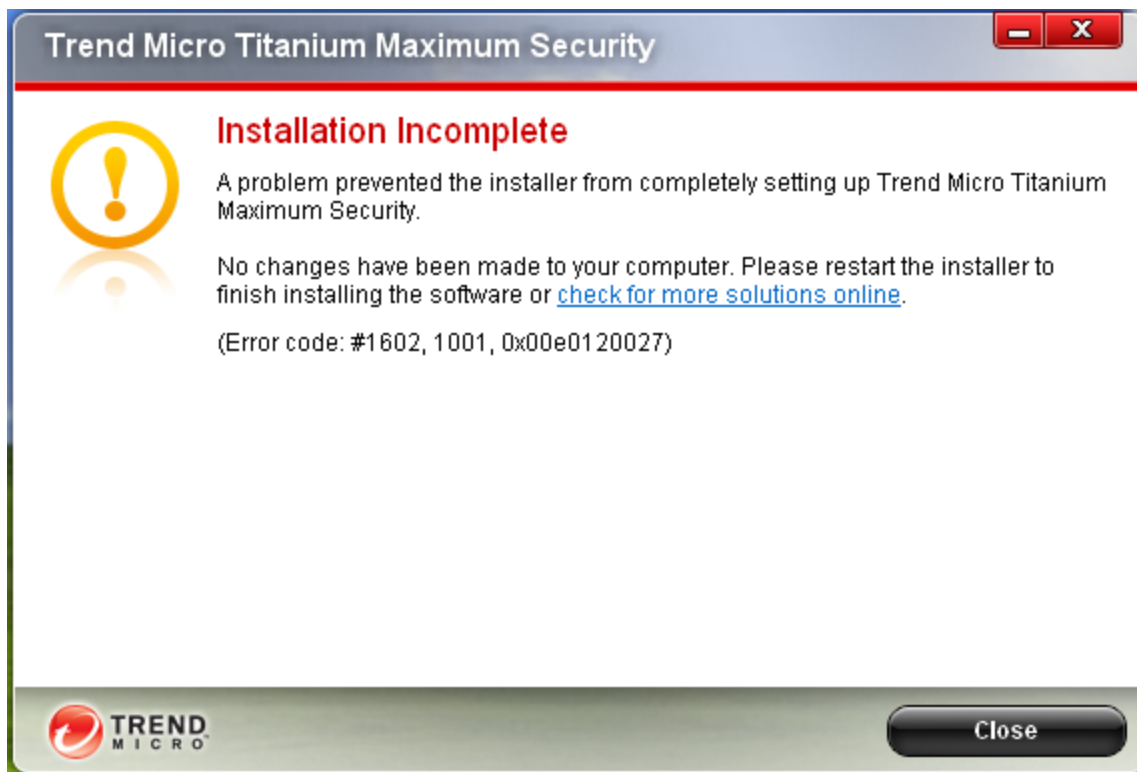 Trend Micro Titanium Maximum Security
Installation Incomplete
A problem prevented the installer from completely setting up Trend Micro Titanium
Maximum Security.
No changes have been made to your computer. Please restart the installer to
finish installing the software or check for more solutions online.
(Error code: #1602, 1001, 0x00e0120027)
TREND
MICRO
Close